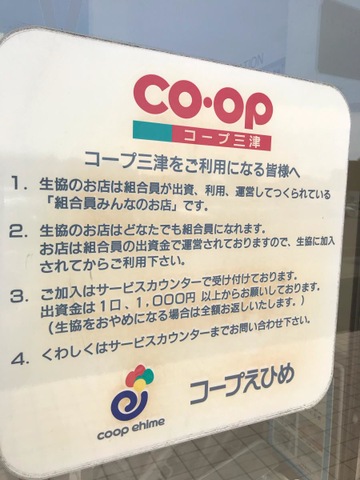 CO·OP
コープ三津
コープ三津をご利用になる皆様へ
1. 生協のお店は組合員が出資、利用、運営してつくられている
「組合員みんなのお店」です。
2. 生協のお店はどなたでも組合員になれます。
お店は組合員の出資金で運営されておりますので、生協に加入
されてからご利用下さい。
3. ご加入はサービスカウンターで受け付けております。
出資金は1口、1,000円以上からお願いしております。
(生協をおやめになる場合は全額お返しいたします。)
4. くわしくはサービスカウンターまでお問い合わせ下さい。
coop ehime
コープえひめ